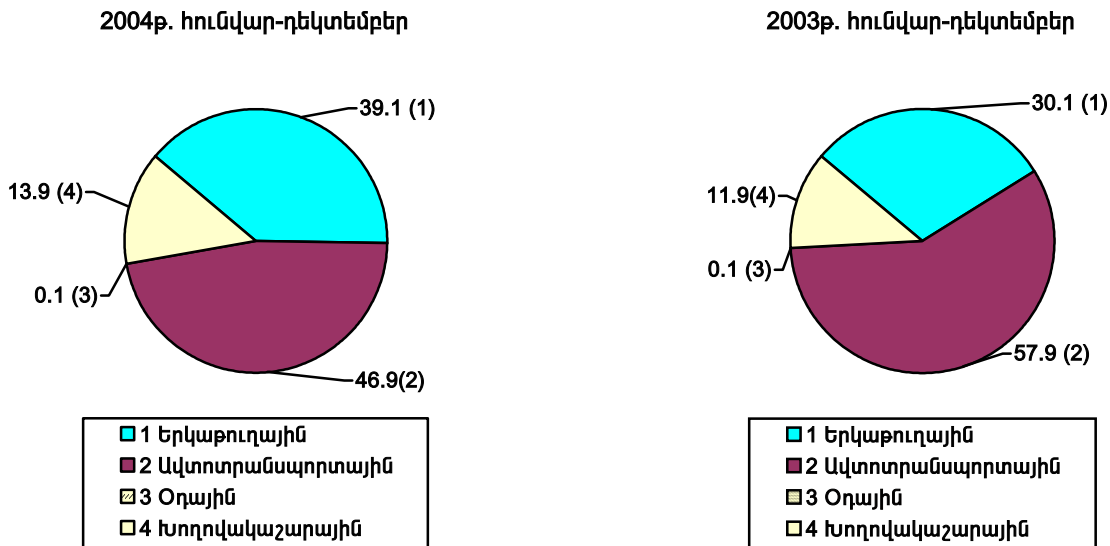 2004թ. հունվար-դեկտեմբեր
39.1 (1)
13.9 (4)
0.1 (3)
46.9(2)
1 Երկաթուղային
2 Ավտոտրանսպորտային
3 Օդային
4 Խողովակաշարային
2003թ. հունվար-դեկտեմբեր
30.1 (1)
11.9(4)
0.1 (3)
57.9 (2)
1 Երկաթուղային
2 Ավտոտրանսպորտային
3 Օդային
4 Խողովակաշարային